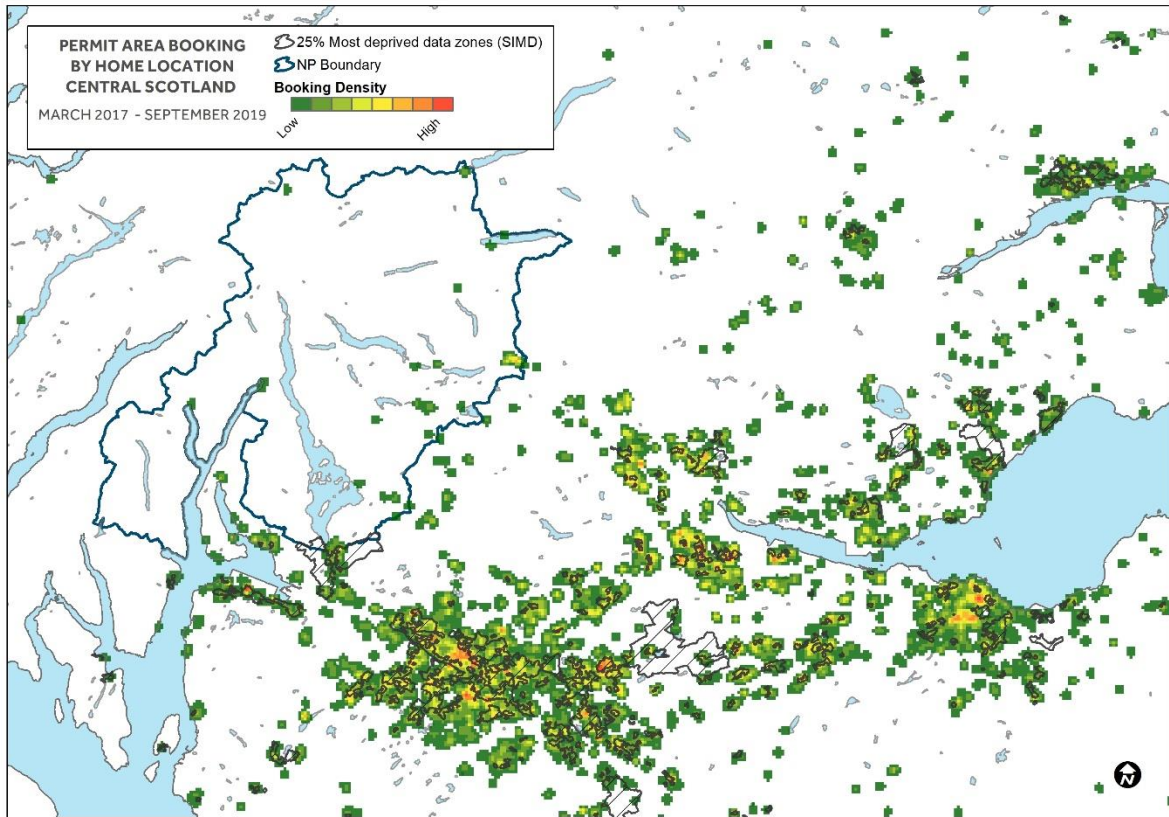 PERMIT AREA BOOKING
BY HOME LOCATION
CENTRAL SCOTLAND
MARCH 2017 - SEPTEMBER 2019
25% Most deprived data zones (SIMD)
NP Boundary
Booking Density
Low
High
N